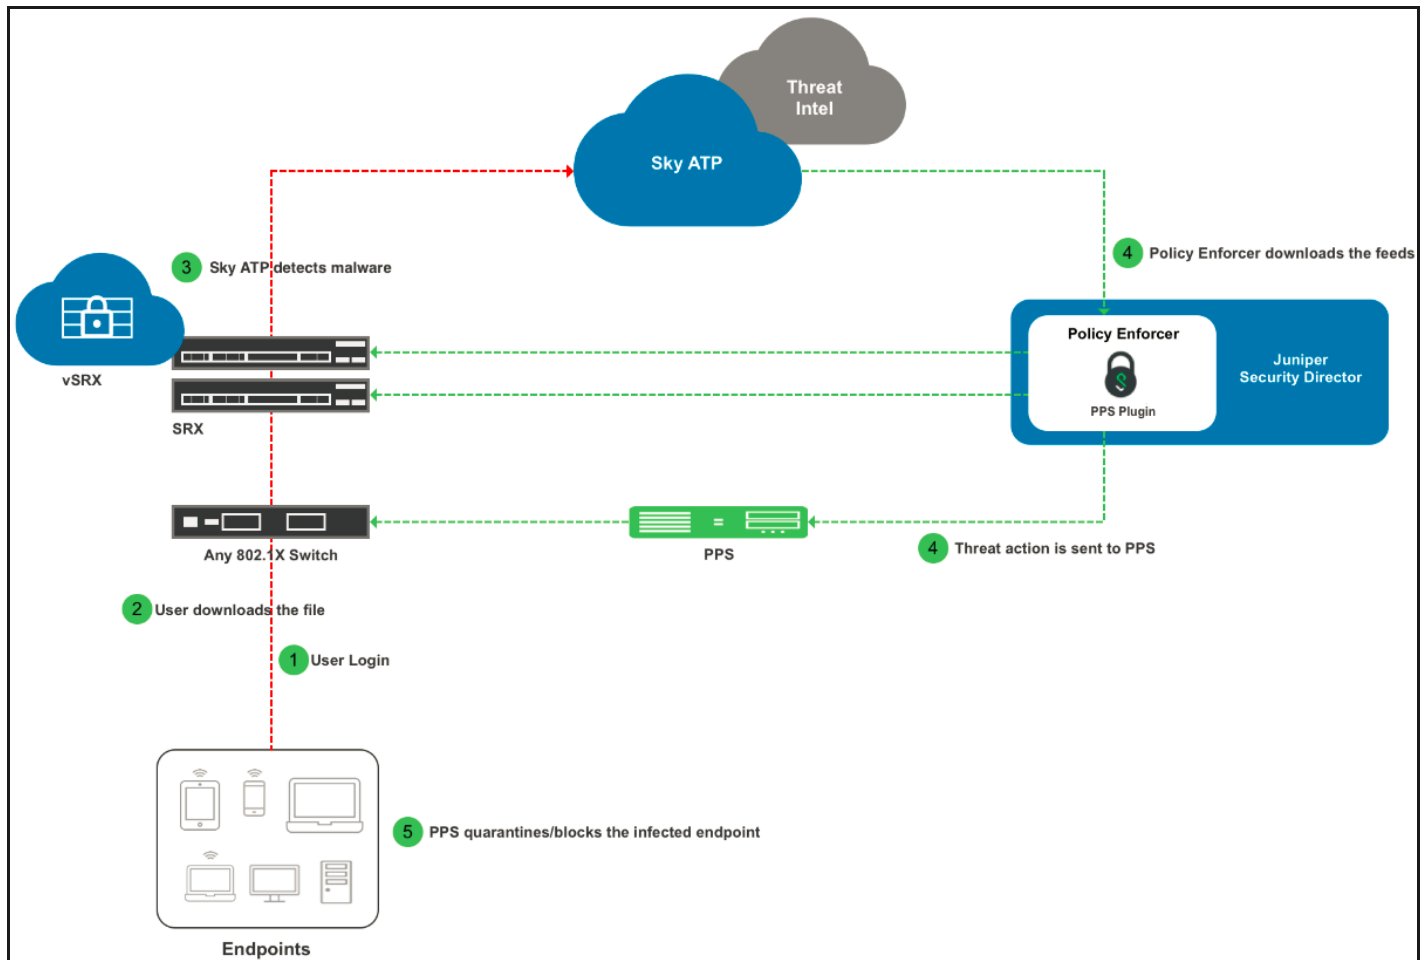 Threat
Intel
Sky ATP
3 Sky ATP detects malware
4 Policy Enforcer downloads the feeds
vSRX
SRX
Policy Enforcer
PPS Plugin
Juniper
Security Director
Any 802.1X Switch
PPS
4 Threat action is sent to PPS
2 User downloads the file
1 User Login
5 PPS quarantines/blocks the infected endpoint
Endpoints